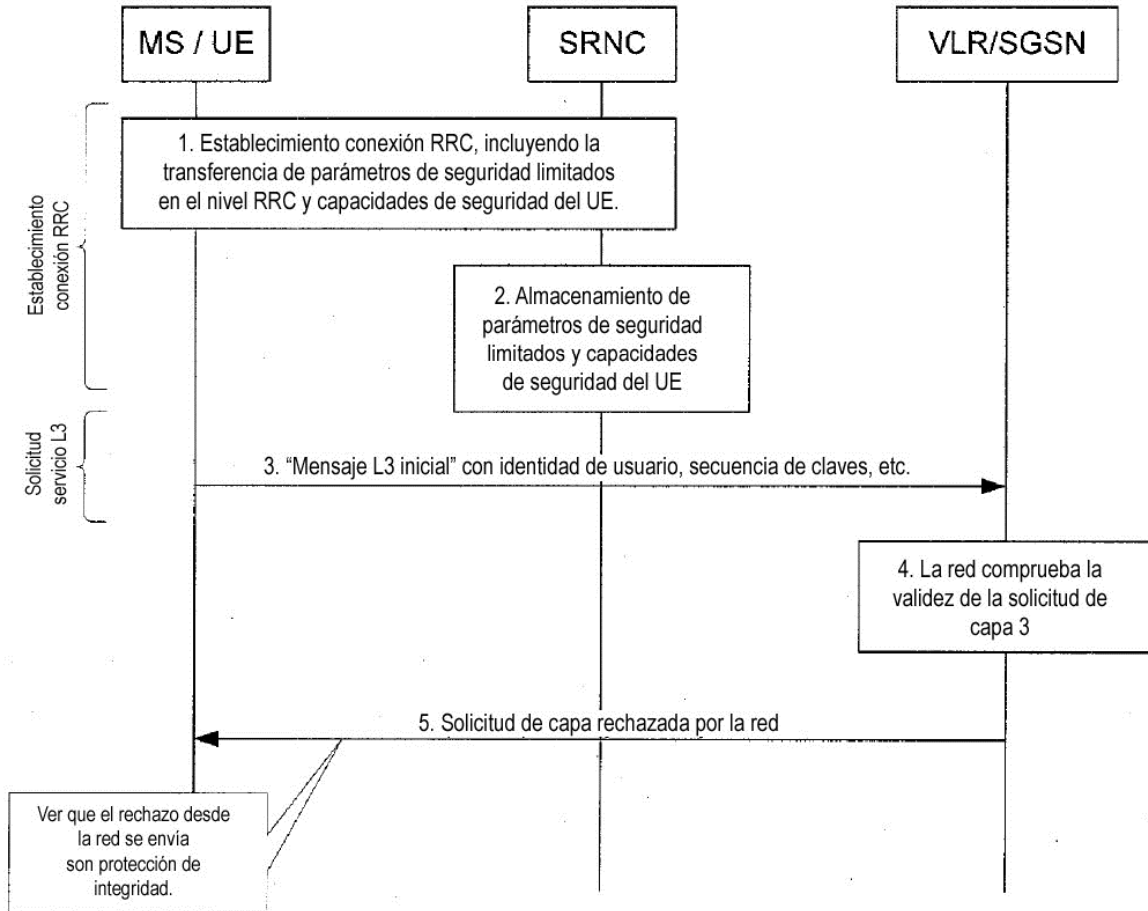 MS / UE
SRNC
VLR/SGSN
1. Establecimiento conexión RRC, incluyendo la
transferencia de parámetros de seguridad limitados
en el nivel RRC y capacidades de seguridad del UE.
Establecimiento
conexión RRC
2. Almacenamiento de
parámetros de seguridad
limitados y capacidades
de seguridad del UE
Solicitud
servicio L3
3. “Mensaje L3 inicial” con identidad de usuario, secuencia de claves, etc.
4. La red comprueba la
validez de la solicitud de
capa 3
5. Solicitud de capa rechazada por la red
Ver que el rechazo desde
la red se envía
son protección de
integridad.